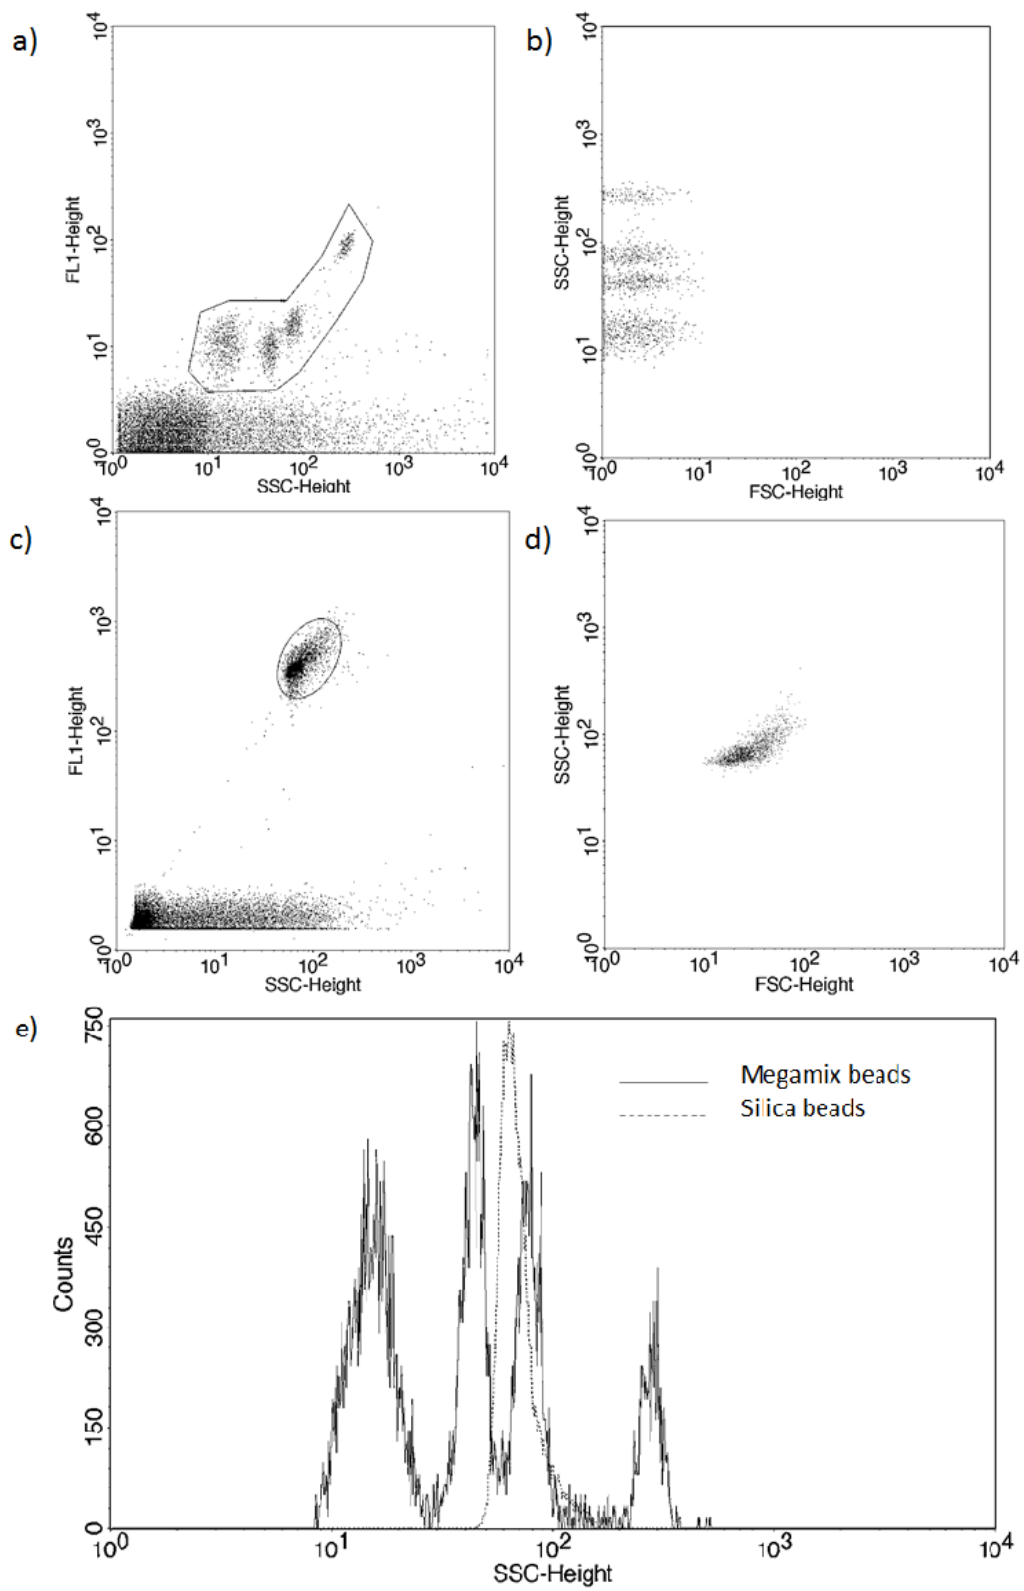 a)
10^4
10^3
10^2
10^1
10^0
FL1-Height
10^0 10^1 10^2 10^3 10^4
SSC-Height
b)
10^4
10^3
10^2
10^1
10^0
SSC-Height
10^0 10^1 10^2 10^3 10^4
FSC-Height
c)
10^4
10^3
10^2
10^1
10^0
FL1-Height
10^0 10^1 10^2 10^3 10^4
SSC-Height
d)
10^4
10^3
10^2
10^1
10^0
SSC-Height
10^0 10^1 10^2 10^3 10^4
FSC-Height
e)
750
600
450
300
150
0
Counts
Megamix beads
Silica beads
10^0 10^1 10^2 10^3 10^4
SSC-Height